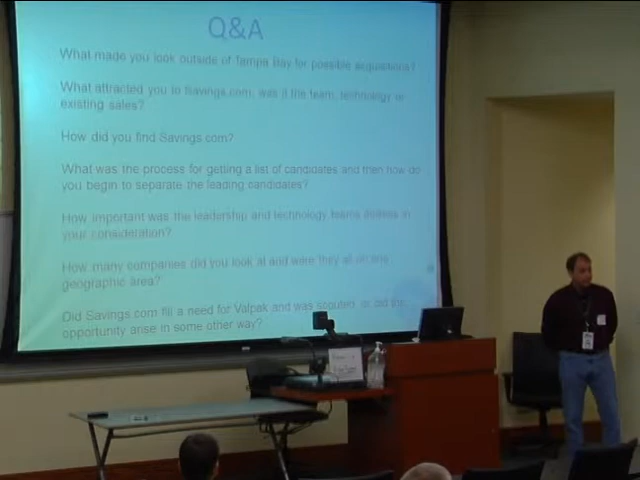 Q&A
What made you look outside of Tampa Bay for possible acquisitions?
What attracted you to Savings.com, was it the team, technology or
existing sales?
How did you find Savings.com?
What was the process for getting a list of candidates and then how do
you begin to separate the leading candidates?
How important was the leadership and technology teams in
your consideration?
How many companies did you look at and were they all in one
geographic area?
Did Savings.com fill a need for Valpak and was scouted, or did the
opportunity arise in some other way?